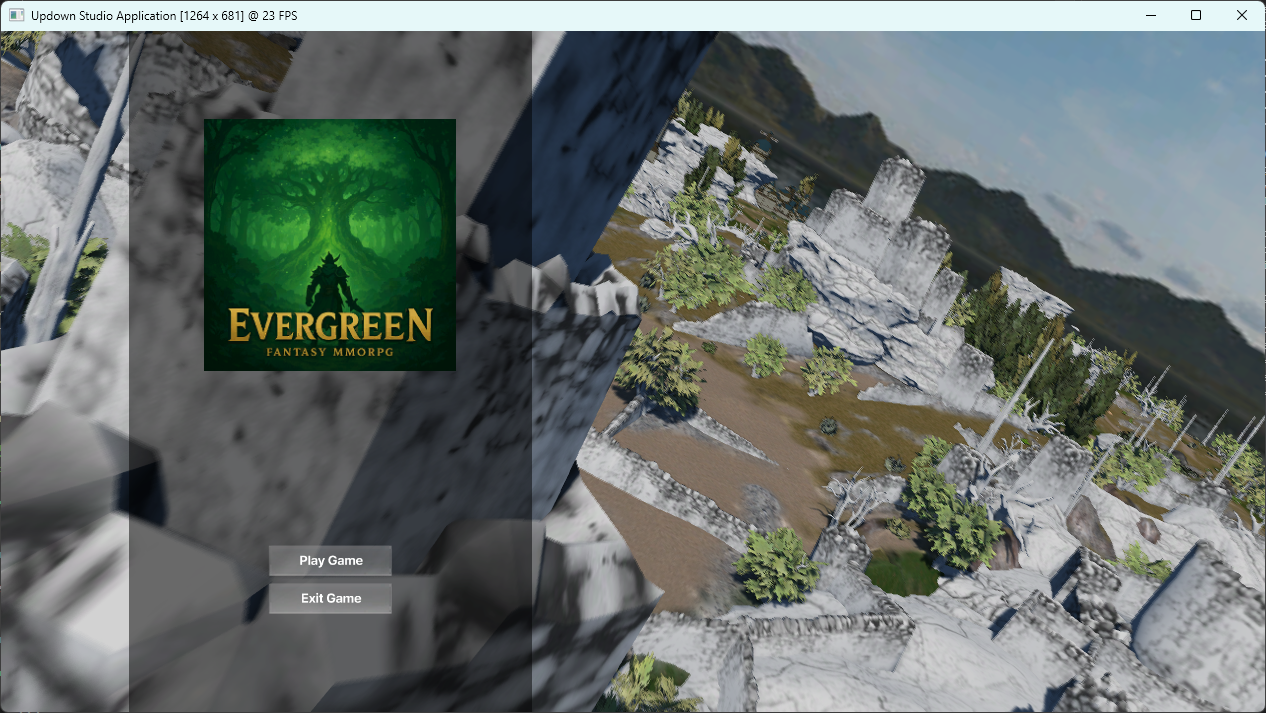 Updown Studio Application [1264 x 681] @ 23 FPS
EVERGREEN
FANTASY MMORPG
Play Game
Exit Game